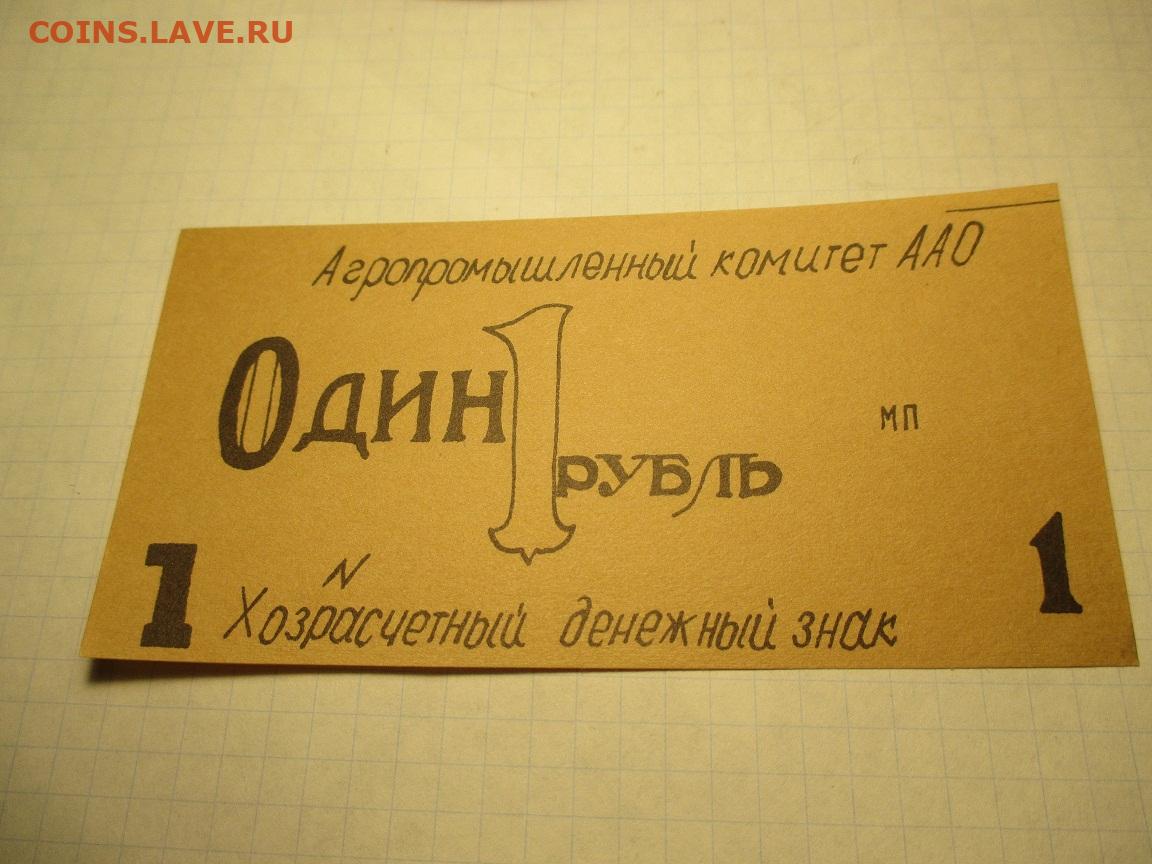 COINS.LAVE.RU
Агропромышленный комитет ААО
Один 1 рубль
МП
1
1
N
Хозрасчетный денежный знак